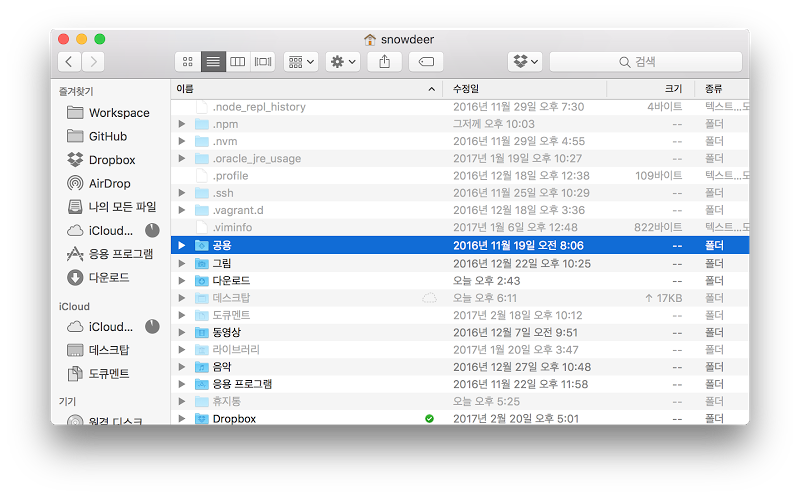 snowdeer
검색
즐겨찾기
Workspace
GitHub
Dropbox
AirDrop
나의 모든 파일
iCloud...
응용 프로그램
다운로드
iCloud
iCloud...
데스크탑
도큐멘트
기기
원격 디스크
이름 수정일 크기 종류
.node_repl_history 2016년 11월 29일 오후 7:30 4바이트 텍스트...도
.npm 그저께 오후 10:03 -- 폴더
.nvm 2016년 11월 29일 오후 4:55 -- 폴더
.oracle_jre_usage 2017년 1월 19일 오후 10:27 -- 폴더
.profile 2016년 12월 18일 오후 12:38 109바이트 텍스트...도
.ssh 2016년 11월 25일 오후 10:29 -- 폴더
.vagrant.d 2016년 12월 18일 오후 3:36 -- 폴더
.viminfo 2017년 1월 6일 오후 12:48 822바이트 텍스트...도
공용 2016년 11월 19일 오전 8:06 -- 폴더
그림 2016년 12월 22일 오후 10:25 -- 폴더
다운로드 오늘 오후 2:43 -- 폴더
데스크탑 오늘 오후 6:11 ↑ 17KB 폴더
도큐멘트 2017년 2월 18일 오후 10:12 -- 폴더
동영상 2016년 12월 7일 오전 9:51 -- 폴더
라이브러리 2017년 1월 20일 오후 3:47 -- 폴더
음악 2016년 12월 27일 오후 10:48 -- 폴더
응용 프로그램 2016년 11월 22일 오후 11:58 -- 폴더
휴지통 오늘 오후 5:25 -- 폴더
Dropbox 2017년 2월 20일 오후 5:01 -- 폴더